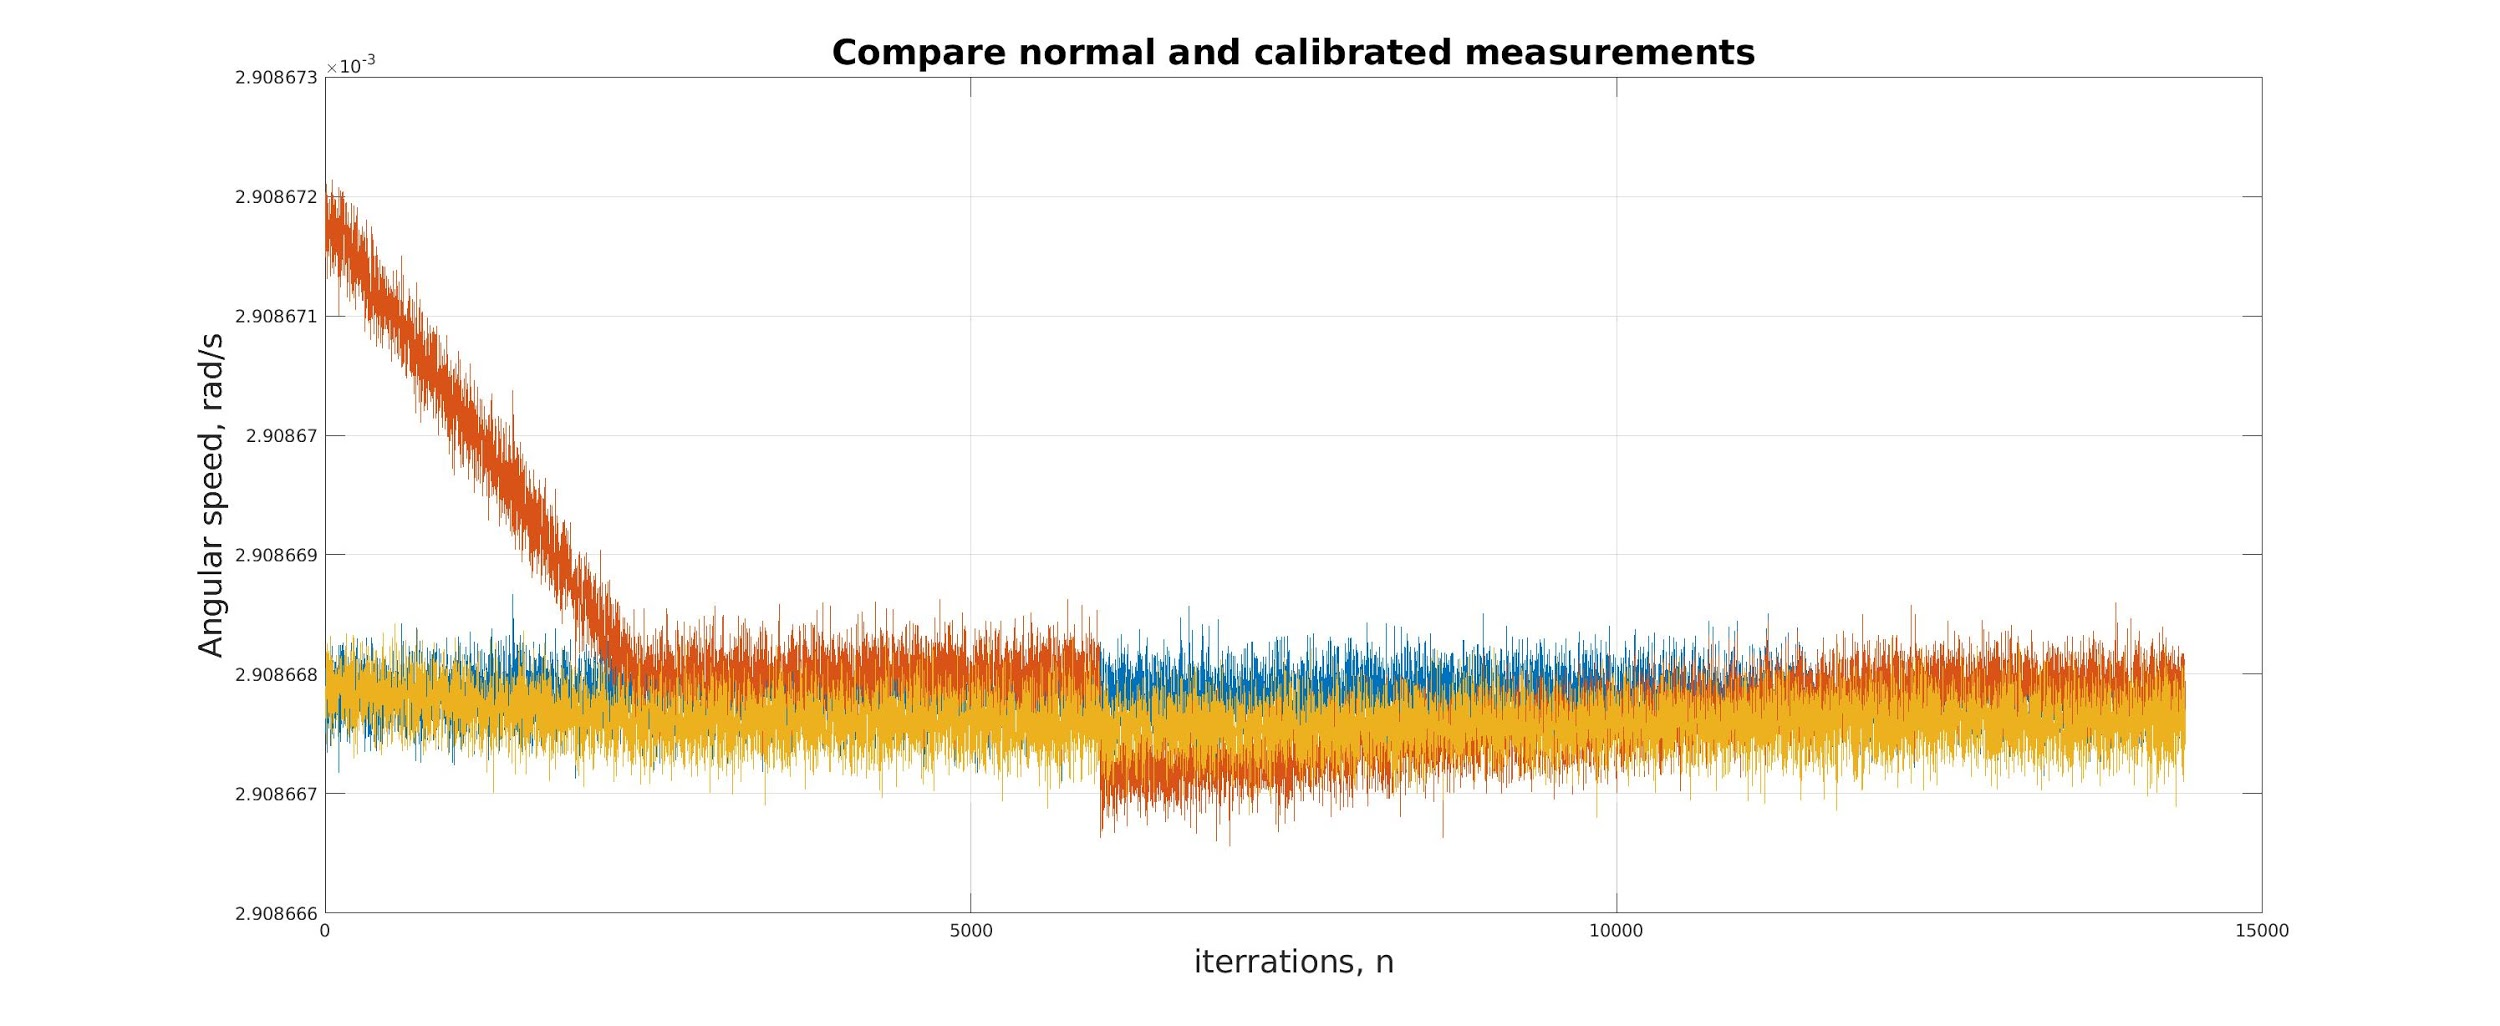 Compare normal and calibrated measurements
×10-3
2.908673
2.908672
2.908671
2.90867
2.908669
2.908668
2.908667
2.908666
Angular speed, rad/s
0 5000 10000 15000
iterrations, n